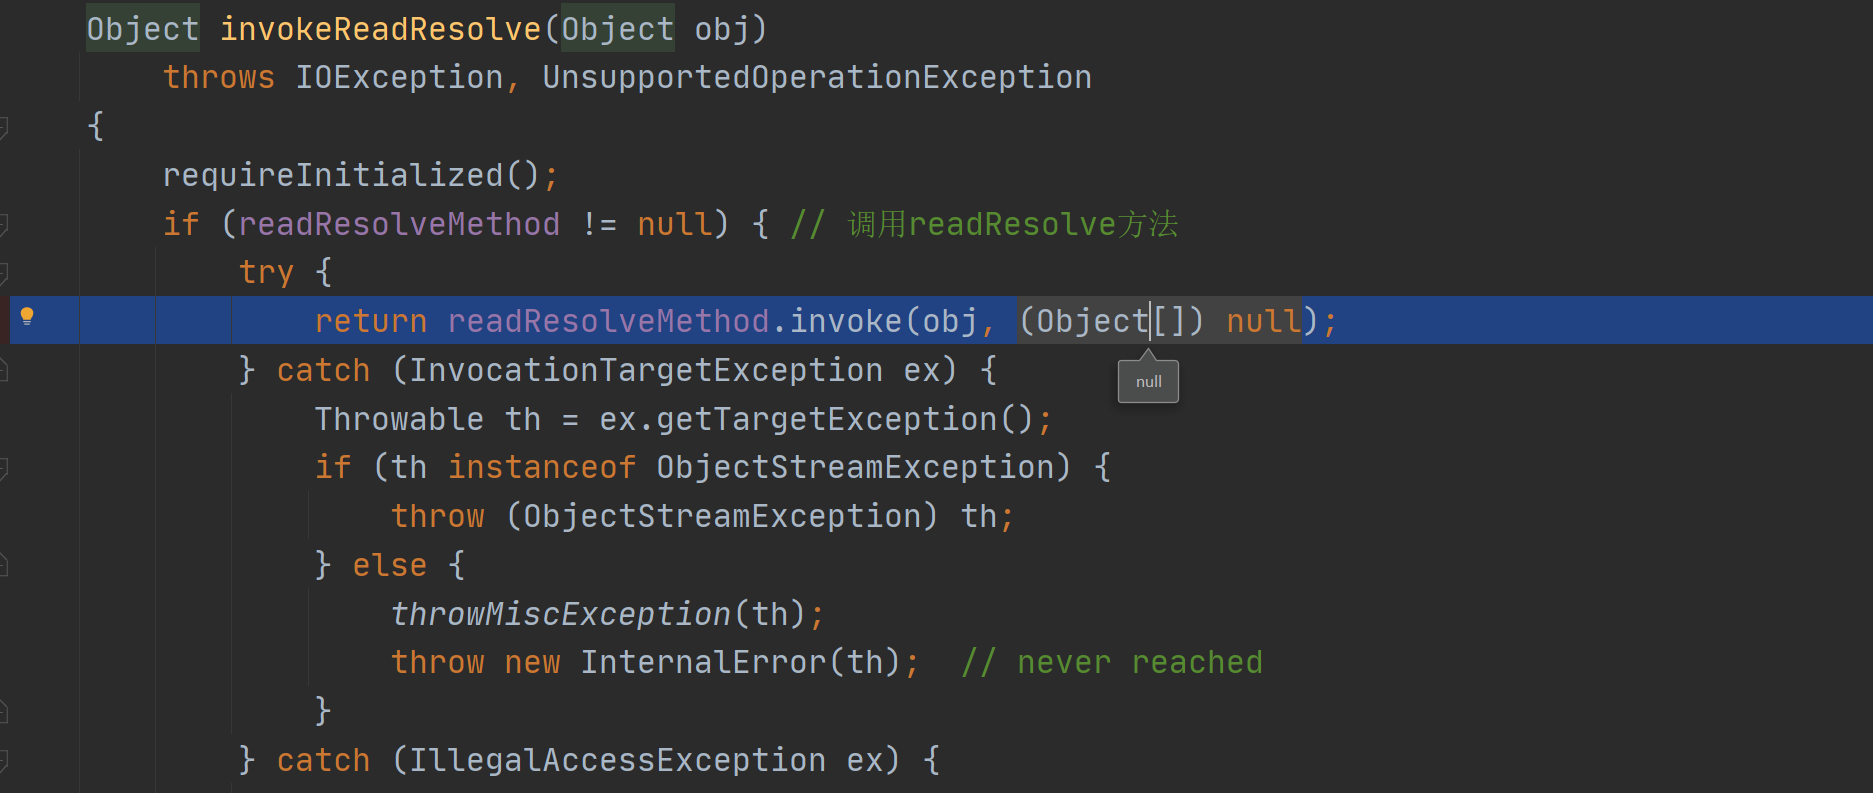 Object invokeReadResolve(Object obj)
throws IOException, UnsupportedOperationException
{
requireInitialized();
if (readResolveMethod != null) { // 调用readResolve方法
try {
return readResolveMethod.invoke(obj, (Object[]) null);
} catch (InvocationTargetException ex) {
null
Throwable th = ex.getTargetException();
if (th instanceof ObjectStreamException) {
throw (ObjectStreamException) th;
} else {
throwMiscException(th);
throw new InternalError(th);  // never reached
}
} catch (IllegalAccessException ex) {